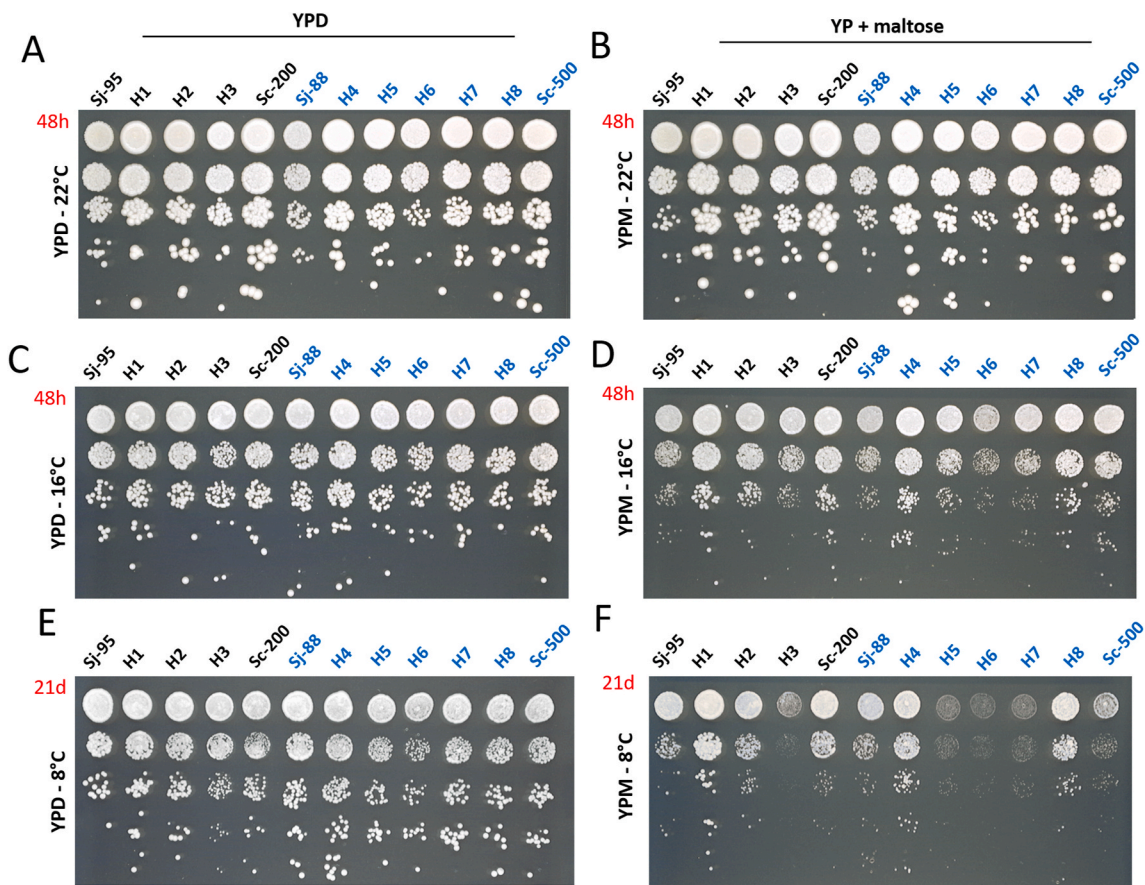 YPD
YP + maltose
A
B
Sj-95 H1 H2 H3 Sc-200 Sj-88 H4 H5 H6 H7 H8 Sc-500
Sj-95 H1 H2 H3 Sc-200 Sj-88 H4 H5 H6 H7 H8 Sc-500
48h
48h
YPD - 22°C
YPM - 22°C
C
D
Sj-95 H1 H2 H3 Sc-200 Sj-88 H4 H5 H6 H7 H8 Sc-500
Sj-95 H1 H2 H3 Sc-200 Sj-88 H4 H5 H6 H7 H8 Sc-500
48h
48h
YPD - 16°C
YPM - 16°C
E
F
Sj-95 H1 H2 H3 Sc-200 Sj-88 H4 H5 H6 H7 H8 Sc-500
Sj-95 H1 H2 H3 Sc-200 Sj-88 H4 H5 H6 H7 H8 Sc-500
21d
21d
YPD - 8°C
YPM - 8°C